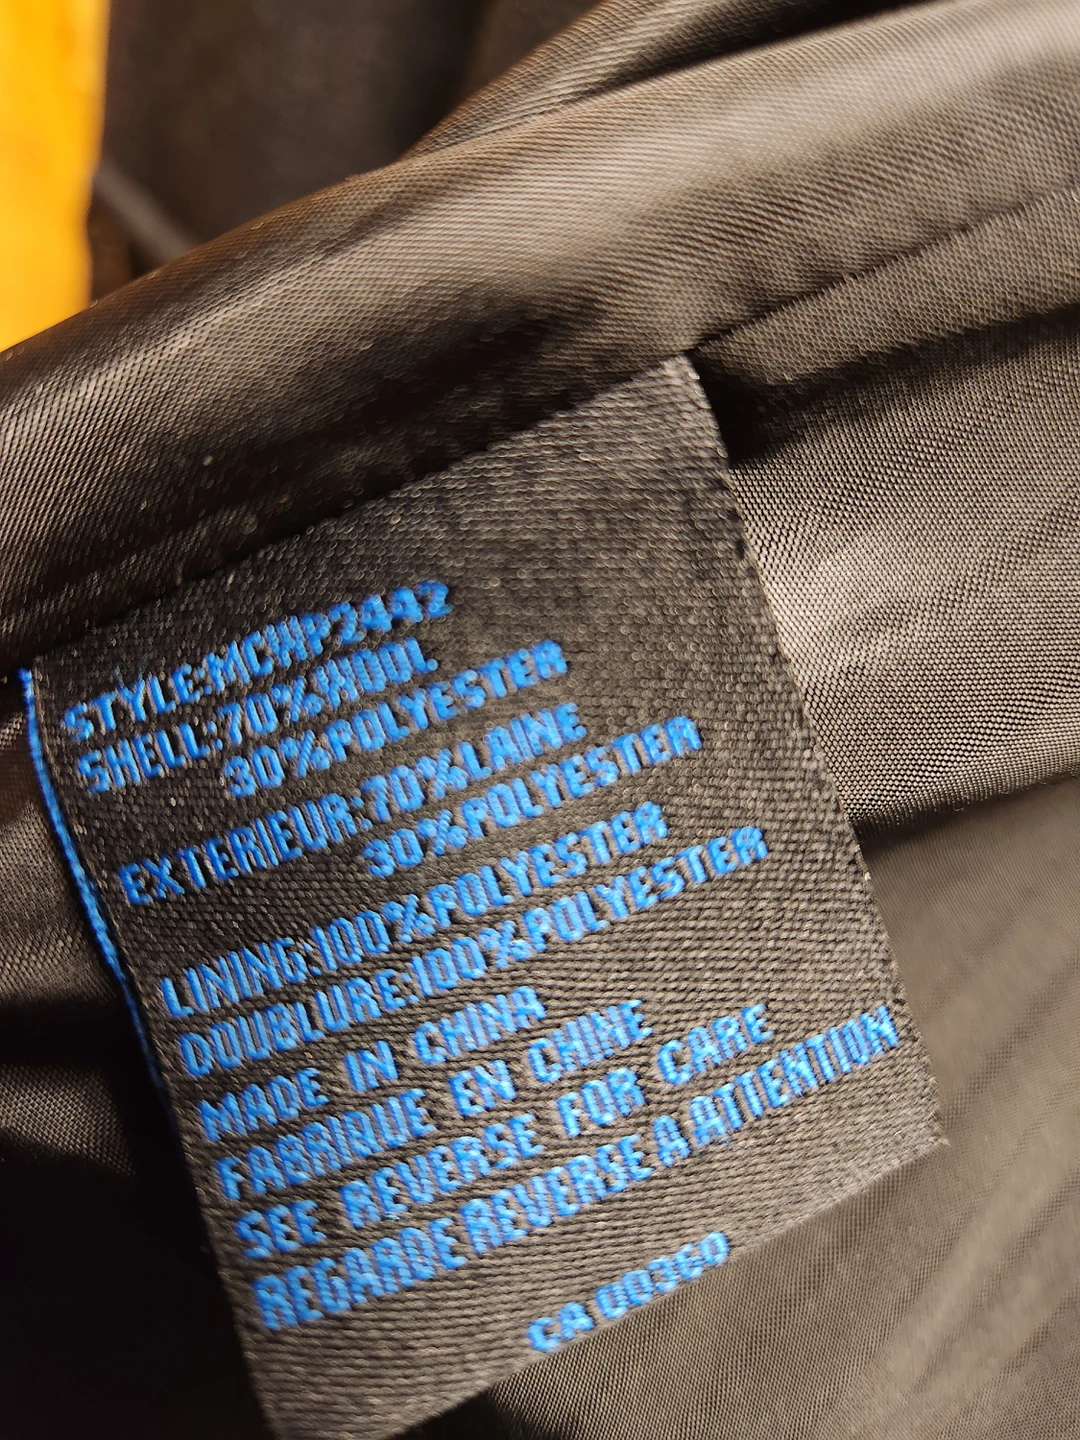 STYLE:MCHP2442
SHELL:70%WOOL
30%POLYESTER
EXTERIEUR:70%LAINE
30%POLYESTER
LINING:100%POLYESTER
DOUBLURE:100%POLYESTER
MADE IN CHINA
FABRIQUE EN CHINE
SEE REVERSE FOR CARE
REGARDE REVERSE A ATTENTION
CA 00360